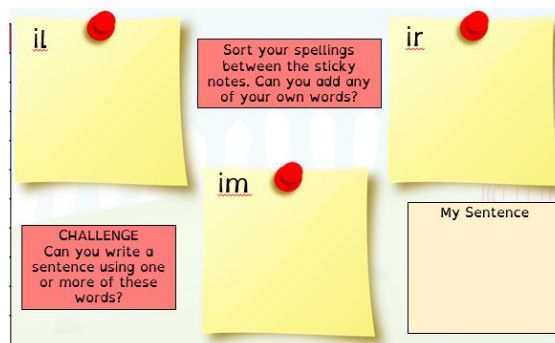 il
Sort your spellings
between the sticky
notes. Can you add any
of your own words?
ir
im
CHALLENGE
Can you write a
sentence using one
or more of these
words?
My Sentence